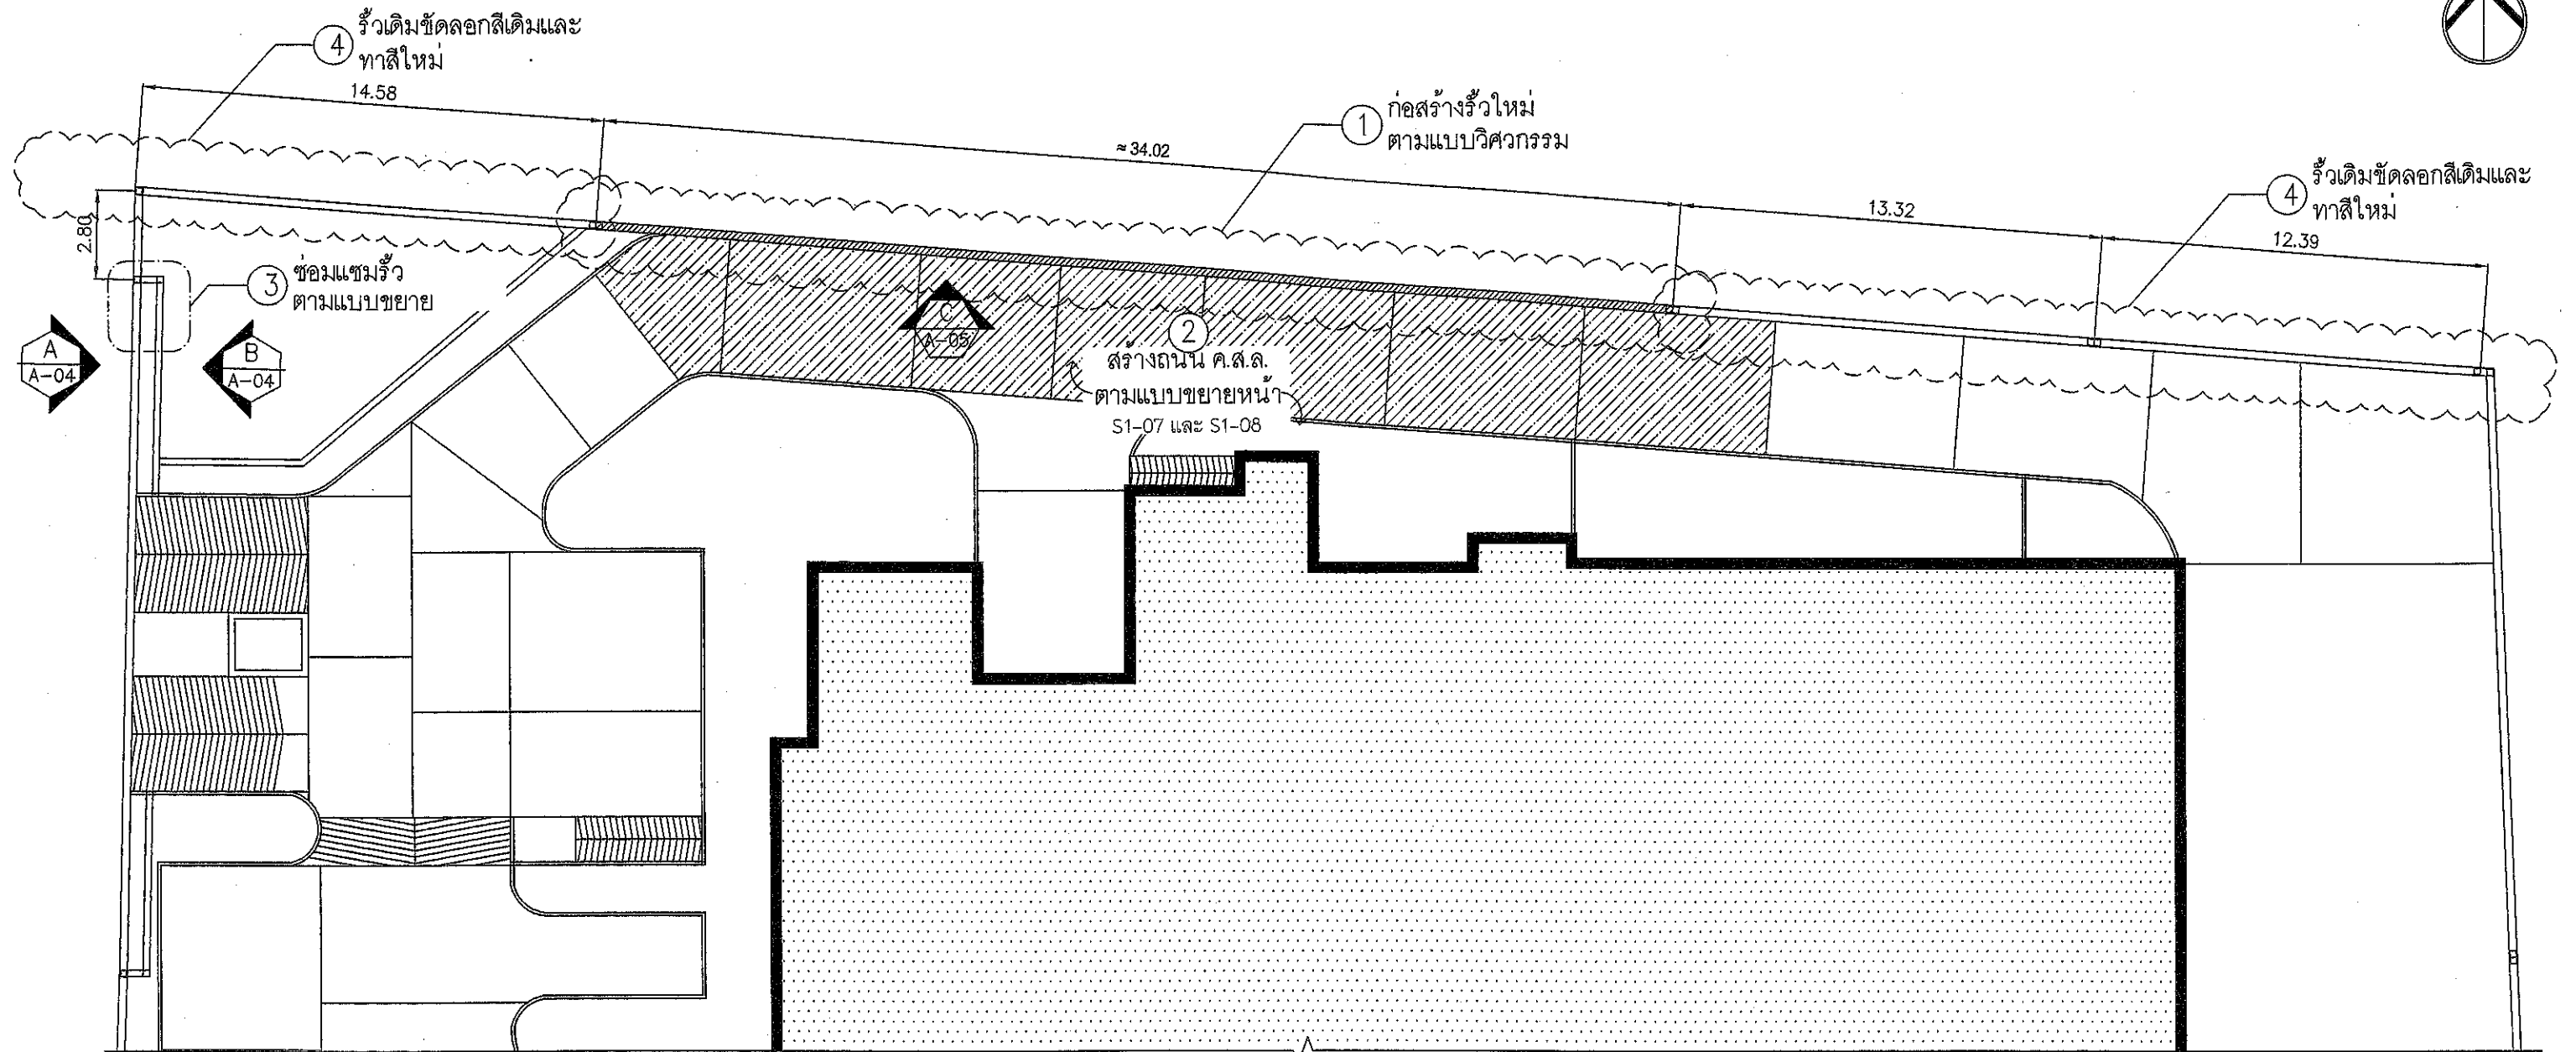 4
รั้วเดิมขัดลอกสีเดิมและ
ทาสีใหม่
14.58
1
ก่อสร้างรั้วใหม่
ตามแบบวิศวกรรม
≈34.02
4
รั้วเดิมขัดลอกสีเดิมและ
ทาสีใหม่
13.32
12.39
2.80
3
ซ่อมแซมรั้ว
ตามแบบขยาย
A
A-04
B
A-04
C
A-05
2
สร้างถนน ค.ส.ล.
ตามแบบขยายหน้า
S1-07 และ S1-08